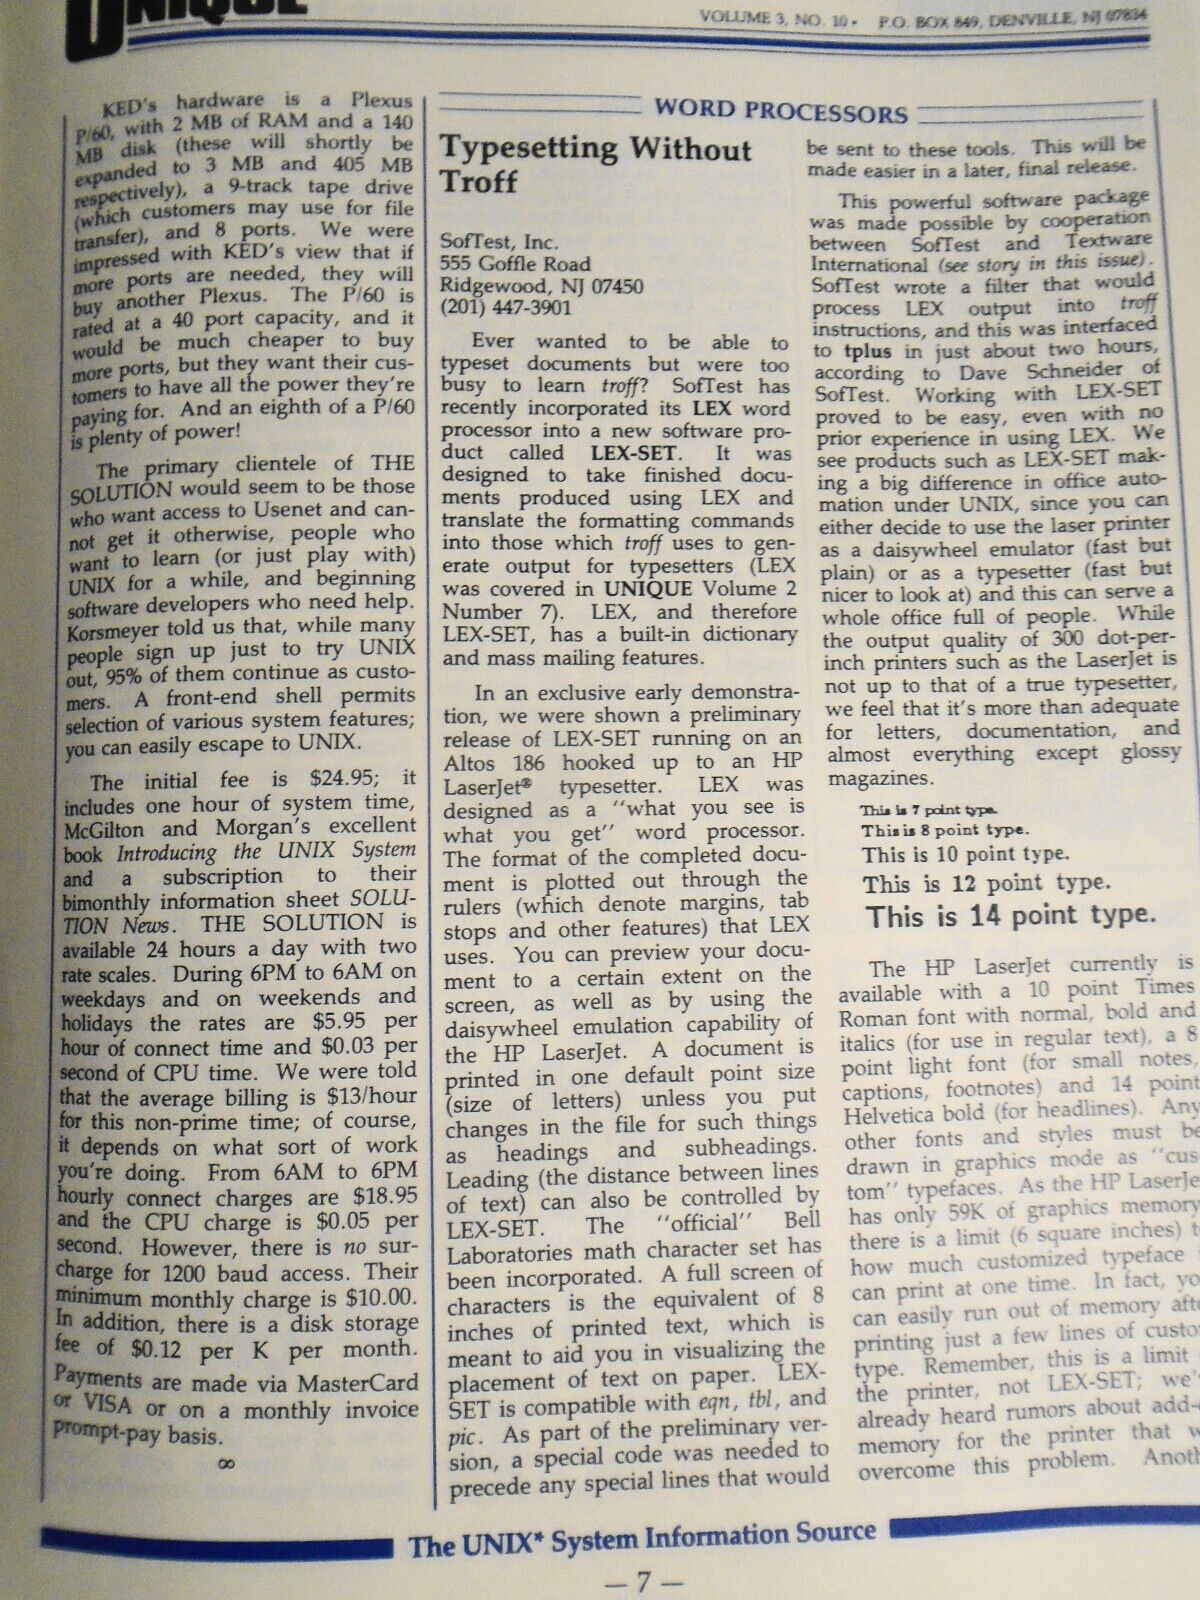 UNIQUE
VOLUME 3, NO. 10 • P.O. BOX 849, DENVILLE, NJ 07834
KED's hardware is a Plexus
P/60, with 2 MB of RAM and a 140
MB disk (these will shortly be
expanded to 3 MB and 405 MB
respectively), a 9-track tape drive
(which customers may use for file
transfer), and 8 ports. We were
impressed with KED's view that if
more ports are needed, they will
buy another Plexus. The P/60 is
rated at a 40 port capacity, and it
would be much cheaper to buy
more ports, but they want their cus-
tomers to have all the power they're
paying for. And an eighth of a P/60
is plenty of power!
The primary clientele of THE
SOLUTION would seem to be those
who want access to Usenet and can-
not get it otherwise, people who
want to learn (or just play with)
UNIX for a while, and beginning
software developers who need help.
Korsmeyer told us that, while many
people sign up just to try UNIX
out, 95% of them continue as custo-
mers. A front-end shell permits
selection of various system features;
you can easily escape to UNIX.
The initial fee is $24.95; it
includes one hour of system time,
McGilton and Morgan's excellent
book Introducing the UNIX System
and a subscription to their
bimonthly information sheet SOLU-
TION News. THE SOLUTION is
available 24 hours a day with two
rate scales. During 6PM to 6AM on
weekdays and on weekends and
holidays the rates are $5.95 per
hour of connect time and $0.03 per
second of CPU time. We were told
that the average billing is $13/hour
for this non-prime time; of course,
it depends on what sort of work
you're doing. From 6AM to 6PM
hourly connect charges are $18.95
and the CPU charge is $0.05 per
second. However, there is no sur-
charge for 1200 baud access. Their
minimum monthly charge is $10.00.
In addition, there is a disk storage
fee of $0.12 per K per month.
Payments are made via MasterCard
or VISA or on a monthly invoice
prompt-pay basis.
∞
WORD PROCESSORS
Typesetting Without
Troff
SofTest, Inc.
555 Goffle Road
Ridgewood, NJ 07450
(201) 447-3901
Ever wanted to be able to
typeset documents but were too
busy to learn troff? SofTest has
recently incorporated its LEX word
processor into a new software pro-
duct called LEX-SET. It was
designed to take finished docu-
ments produced using LEX and
translate the formatting commands
into those which troff uses to gen-
erate output for typesetters (LEX
was covered in UNIQUE Volume 2
Number 7). LEX, and therefore
LEX-SET, has a built-in dictionary
and mass mailing features.
In an exclusive early demonstra-
tion, we were shown a preliminary
release of LEX-SET running on an
Altos 186 hooked up to an HP
LaserJet® typesetter. LEX was
designed as a "what you see is
what you get" word processor.
The format of the completed docu-
ment is plotted out through the
rulers (which denote margins, tab
stops and other features) that LEX
uses. You can preview your docu-
ment to a certain extent on the
screen, as well as by using the
daisywheel emulation capability of
the HP LaserJet. A document is
printed in one default point size
(size of letters) unless you put
changes in the file for such things
as headings and subheadings.
Leading (the distance between lines
of text) can also be controlled by
LEX-SET. The "official" Bell
Laboratories math character set has
been incorporated. A full screen of
characters is the equivalent of 8
inches of printed text, which is
meant to aid you in visualizing the
placement of text on paper. LEX-
SET is compatible with eqn, tbl, and
pic. As part of the preliminary ver-
sion, a special code was needed to
precede any special lines that would
be sent to these tools. This will be
made easier in a later, final release.
This powerful software package
was made possible by cooperation
between SofTest and Textware
International (see story in this issue).
SofTest wrote a filter that would
process LEX output into troff
instructions, and this was interfaced
to tplus in just about two hours,
according to Dave Schneider of
SofTest. Working with LEX-SET
proved to be easy, even with no
prior experience in using LEX. We
see products such as LEX-SET mak-
ing a big difference in office auto-
mation under UNIX, since you can
either decide to use the laser printer
as a daisywheel emulator (fast but
plain) or as a typesetter (fast but
nicer to look at) and this can serve a
whole office full of people. While
the output quality of 300 dot-per-
inch printers such as the LaserJet is
not up to that of a true typesetter,
we feel that it's more than adequate
for letters, documentation, and
almost everything except glossy
magazines.
This is 7 point type.
This is 8 point type.
This is 10 point type.
This is 12 point type.
This is 14 point type.
The HP LaserJet currently is
available with a 10 point Times
Roman font with normal, bold and
italics (for use in regular text), a 8
point light font (for small notes,
captions, footnotes) and 14 point
Helvetica bold (for headlines). Any
other fonts and styles must be
drawn in graphics mode as "cus-
tom" typefaces. As the HP LaserJe
has only 59K of graphics memory
there is a limit (6 square inches) t
how much customized typeface
can print at one time. In fact, yo
can easily run out of memory afte
printing just a few lines of custo
type. Remember, this is a limit
the printer, not LEX-SET; we'
already heard rumors about add-
memory for the printer that w
overcome this problem. Anoth
The UNIX* System Information Source
— 7 —